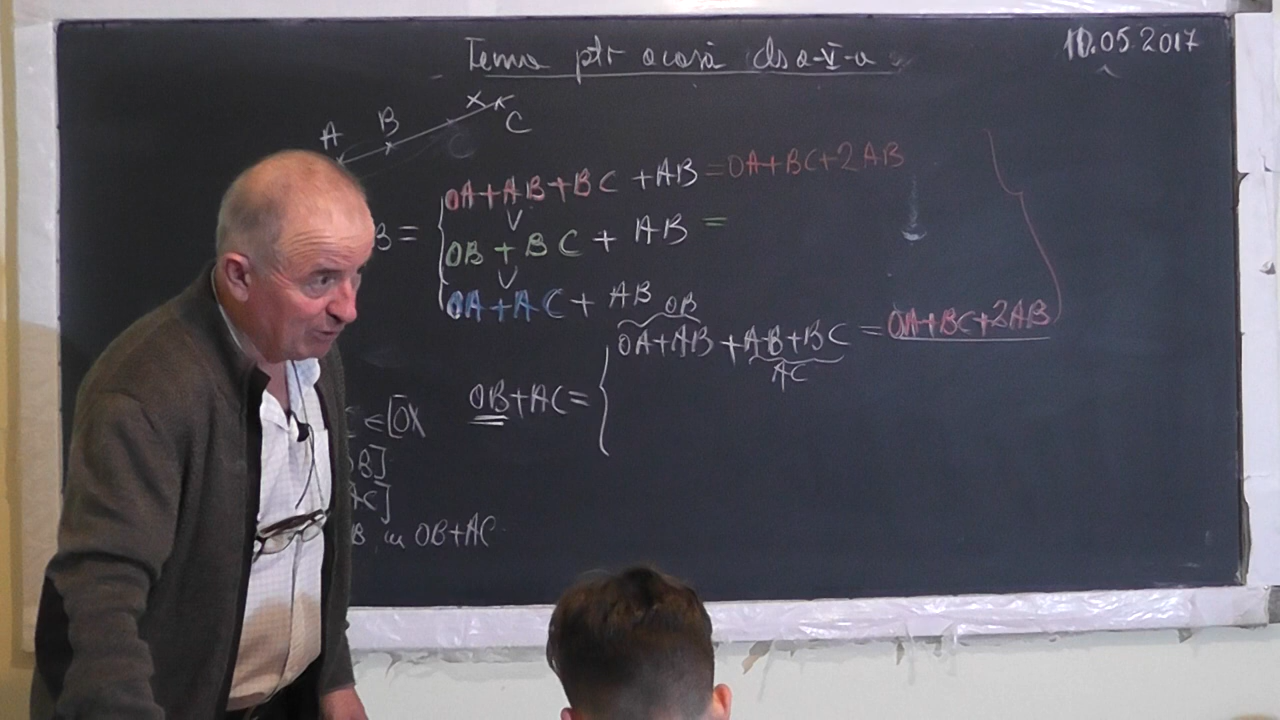 Tema ptr acasă cls a-V-a
10.05.2017
A B C X
C
OA+AB+BC +AB =OA+BC+2AB
V
B= { OB + BC + AB =
V
OA+AC + AB
OB
OA+AB +AB+BC = OA+BC+2AB
AC
OB+AC= {
∈[OX
B]
AC]
B cu OB+AC